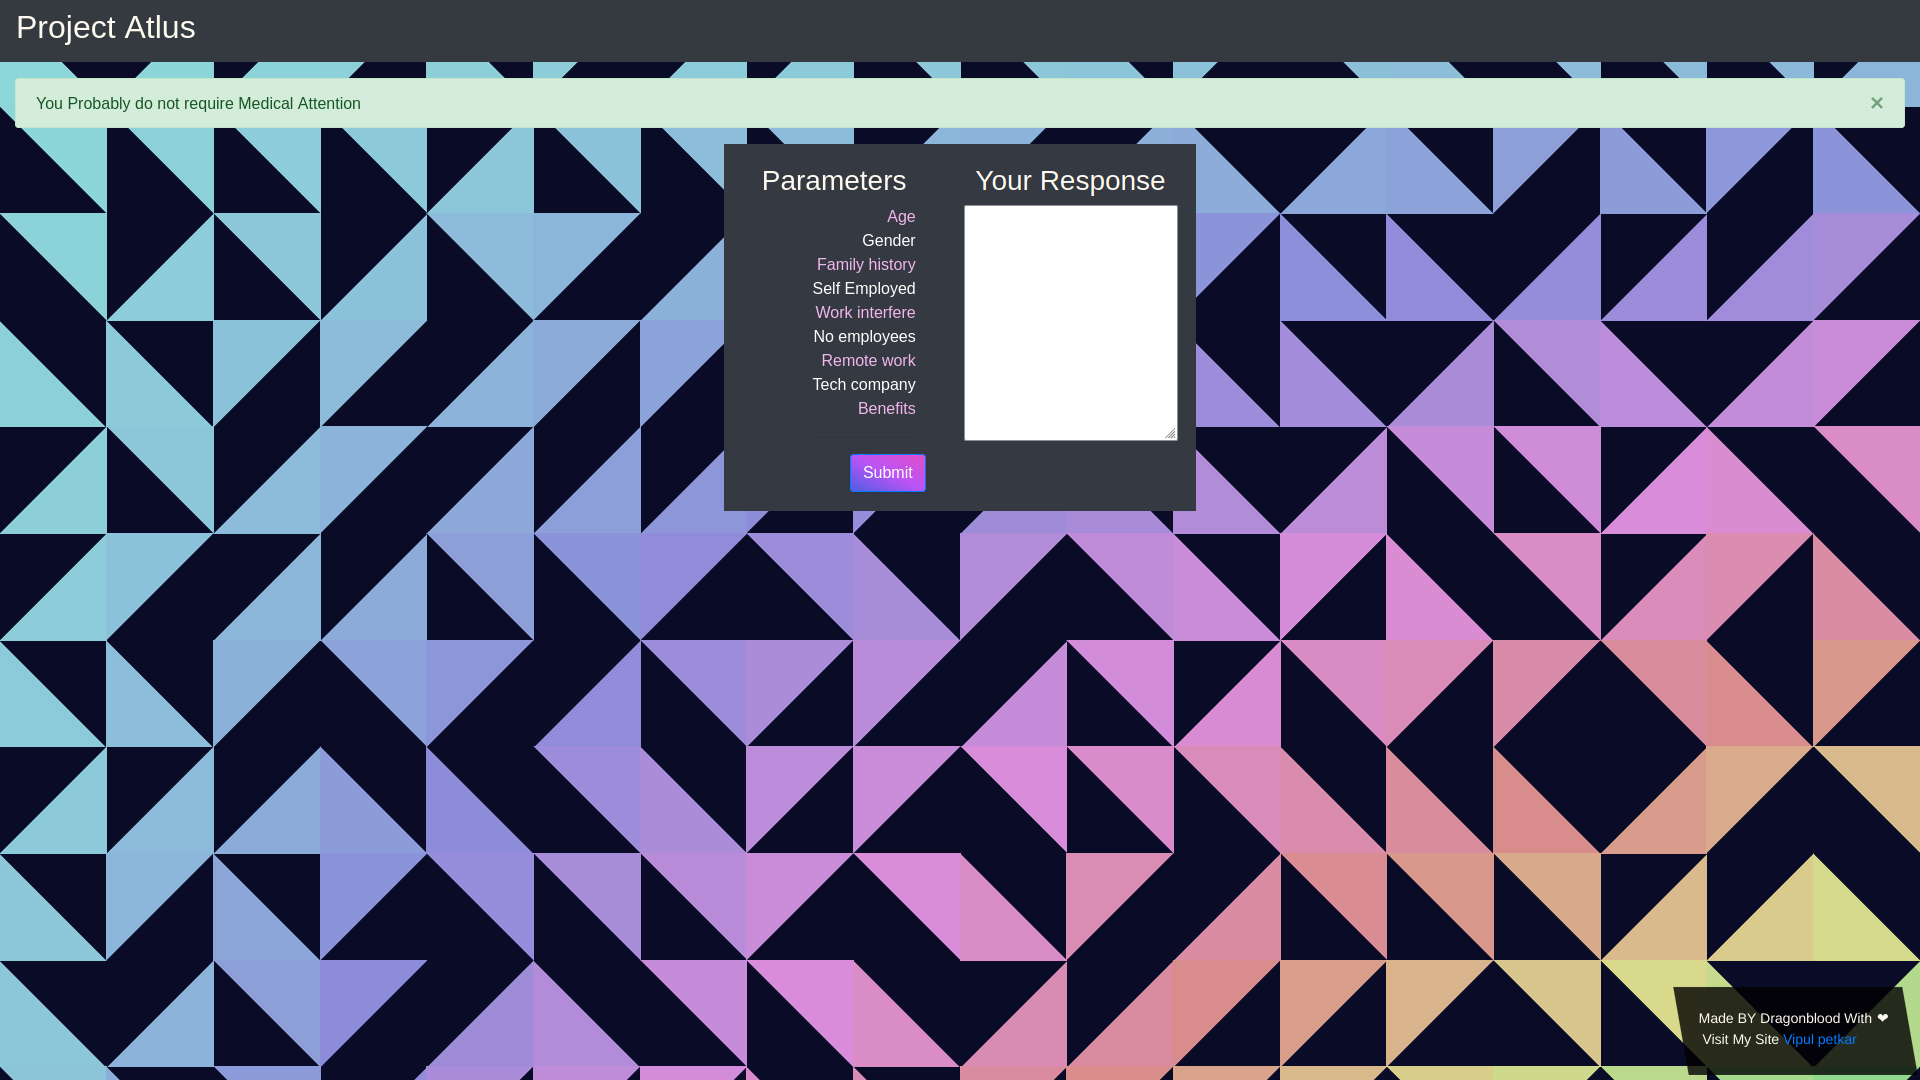 Project Atlus
You Probably do not require Medical Attention
×
Parameters
Age
Gender
Family history
Self Employed
Work interfere
No employees
Remote work
Tech company
Benefits
Your Response
Submit
Made BY Dragonblood With ❤
Visit My Site Vipul petkar